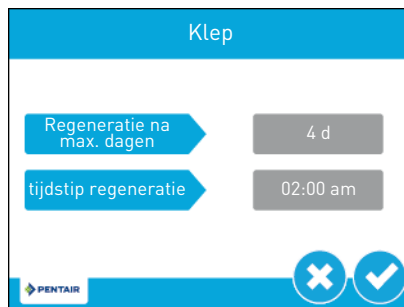 Klep
Regeneratie na
max. dagen
4 d
tijdstip regeneratie
02:00 am
PENTAIR